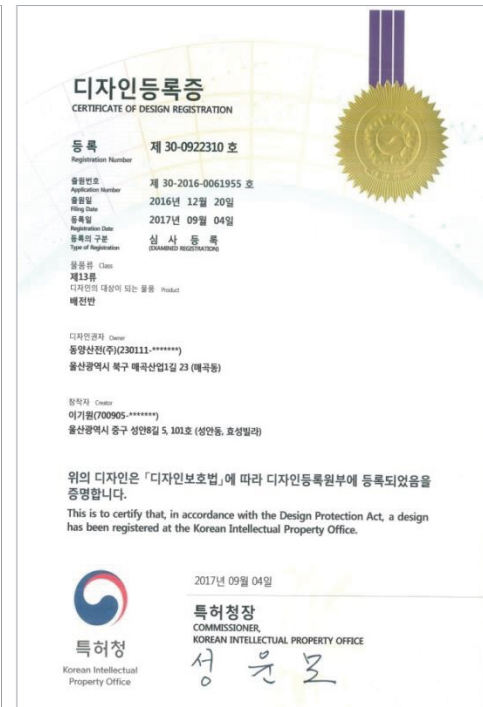 디자인등록증
CERTIFICATE OF DESIGN REGISTRATION
등 록 제 30-0922310 호
Registration Number
출원번호 제 30-2016-0061955 호
Application Number
출원일 2016년 12월 20일
Filing Date
등록일 2017년 09월 04일
Registration Date
등록의 구분 심 사 등 록
Type of Registration (EXAMINED REGISTRATION)
물품류 Class
제13류
디자인의 대상이 되는 물품 Product
배전반
디자인권자 Owner
동양산전(주)(230111-*******)
울산광역시 북구 매곡산업1길 23 (매곡동)
창작자 Creator
이기원(700905-*******)
울산광역시 중구 성안8길 5, 101호 (성안동, 효성빌라)
위의 디자인은 「디자인보호법」에 따라 디자인등록원부에 등록되었음을
증명합니다.
This is to certify that, in accordance with the Design Protection Act, a design
has been registered at the Korean Intellectual Property Office.
2017년 09월 04일
특허청장
COMMISSIONER,
KOREAN INTELLECTUAL PROPERTY OFFICE
성 윤 모
특허청
Korean Intellectual
Property Office